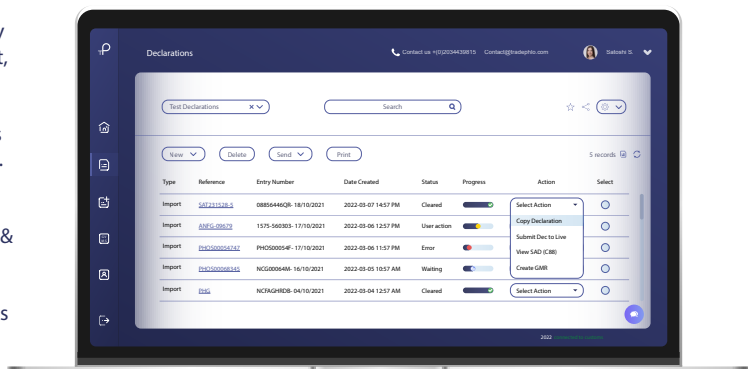 y
t,
s
.
&
s
Declarations
Contact us +(0)2034439815 Contact@tradephlo.com
Satoshi S.
Test Declarations
Search
New
Delete
Send
Print
5 records
Type Reference Entry Number Date Created Status Progress Action Select
Import SAT231528-5 08856446QR- 18/10/2021 2022-03-07 14:57 PM Cleared Select Action
Import ANFG-09679 1575-560303- 17/10/2021 2022-03-06 12:57 PM User action
Import PHOS00054747 PHOS00054F- 17/10/2021 2022-03-06 11:57 PM Error
Import PHOS00068345 NCG00064M- 16/10/2021 2022-03-05 10:57 AM Waiting
Import PHG NCFAGHRDB- 04/10/2021 2022-03-04 12:57 AM Cleared Select Action
Copy Declaration
Submit Dec to Live
View SAD (C88)
Create GMR
2022